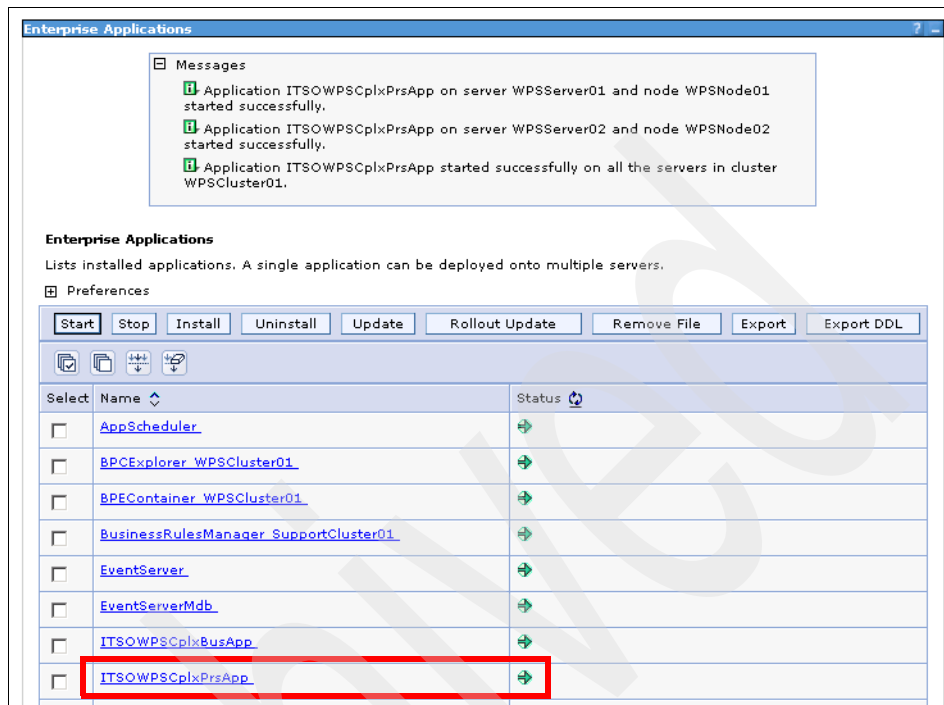 Enterprise Applications ? _
Messages
Application ITSOWPSCplxPrsApp on server WPSServer01 and node WPSNode01
started successfully.
Application ITSOWPSCplxPrsApp on server WPSServer02 and node WPSNode02
started successfully.
Application ITSOWPSCplxPrsApp started successfully on all the servers in cluster
WPSCluster01.
Enterprise Applications
Lists installed applications. A single application can be deployed onto multiple servers.
Preferences
Start Stop Install Uninstall Update Rollout Update Remove File Export Export DDL
Select Name Status
AppScheduler
BPCExplorer_WPSCluster01
BPEContainer_WPSCluster01
BusinessRulesManager_SupportCluster01
EventServer
EventServerMdb
ITSOWPSCplxBusApp
ITSOWPSCplxPrsApp
hived